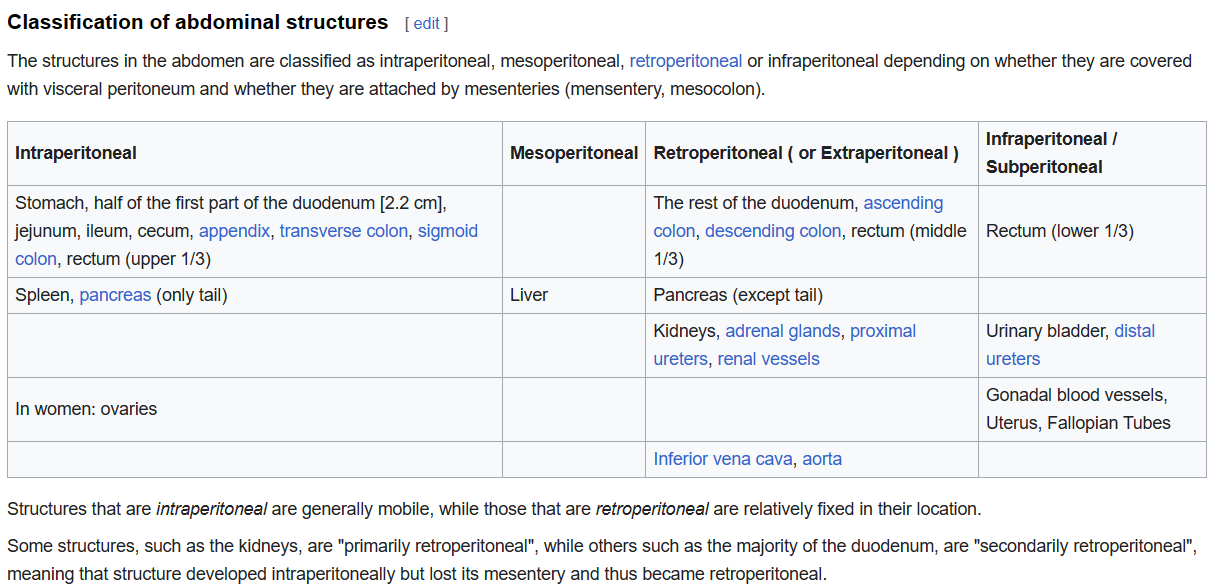 Classification of abdominal structures [ edit ]
The structures in the abdomen are classified as intraperitoneal, mesoperitoneal, retroperitoneal or infraperitoneal depending on whether they are covered
with visceral peritoneum and whether they are attached by mesenteries (mensentery, mesocolon).
Intraperitoneal
Mesoperitoneal
Retroperitoneal ( or Extraperitoneal )
Infraperitoneal /
Subperitoneal
Stomach, half of the first part of the duodenum [2.2 cm],
jejunum, ileum, cecum, appendix, transverse colon, sigmoid
colon, rectum (upper 1/3)
The rest of the duodenum, ascending
colon, descending colon, rectum (middle
1/3)
Rectum (lower 1/3)
Spleen, pancreas (only tail)
Liver
Pancreas (except tail)
Kidneys, adrenal glands, proximal
ureters, renal vessels
Urinary bladder, distal
ureters
In women: ovaries
Gonadal blood vessels,
Uterus, Fallopian Tubes
Inferior vena cava, aorta
Structures that are intraperitoneal are generally mobile, while those that are retroperitoneal are relatively fixed in their location.
Some structures, such as the kidneys, are "primarily retroperitoneal", while others such as the majority of the duodenum, are "secondarily retroperitoneal",
meaning that structure developed intraperitoneally but lost its mesentery and thus became retroperitoneal.